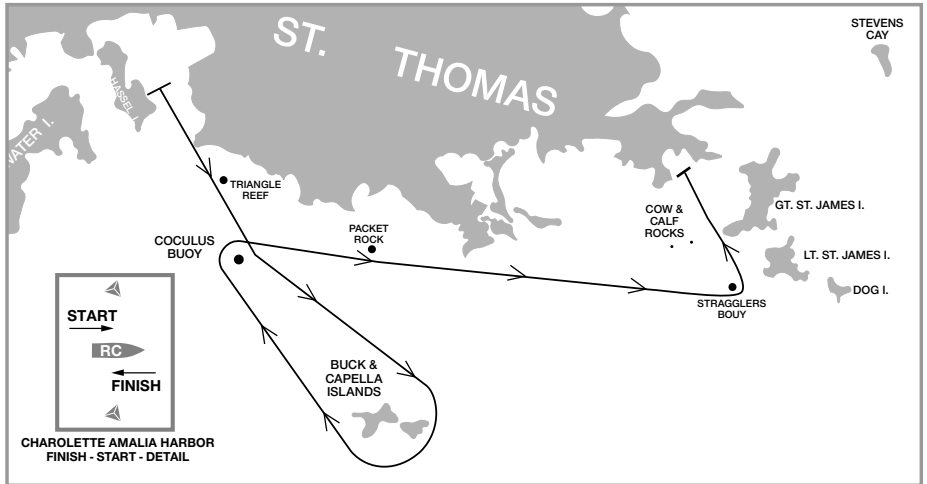 ST. THOMAS
STEVENS
CAY
HASSEL I.
WATER I.
TRIANGLE
REEF
COCULUS
BUOY
PACKET
ROCK
COW &
CALF
ROCKS
GT. ST. JAMES I.
LT. ST. JAMES I.
DOG I.
STRAGGLERS
BOUY
BUCK &
CAPELLA
ISLANDS
START
RC
FINISH
CHAROLETTE AMALIA HARBOR
FINISH - START - DETAIL